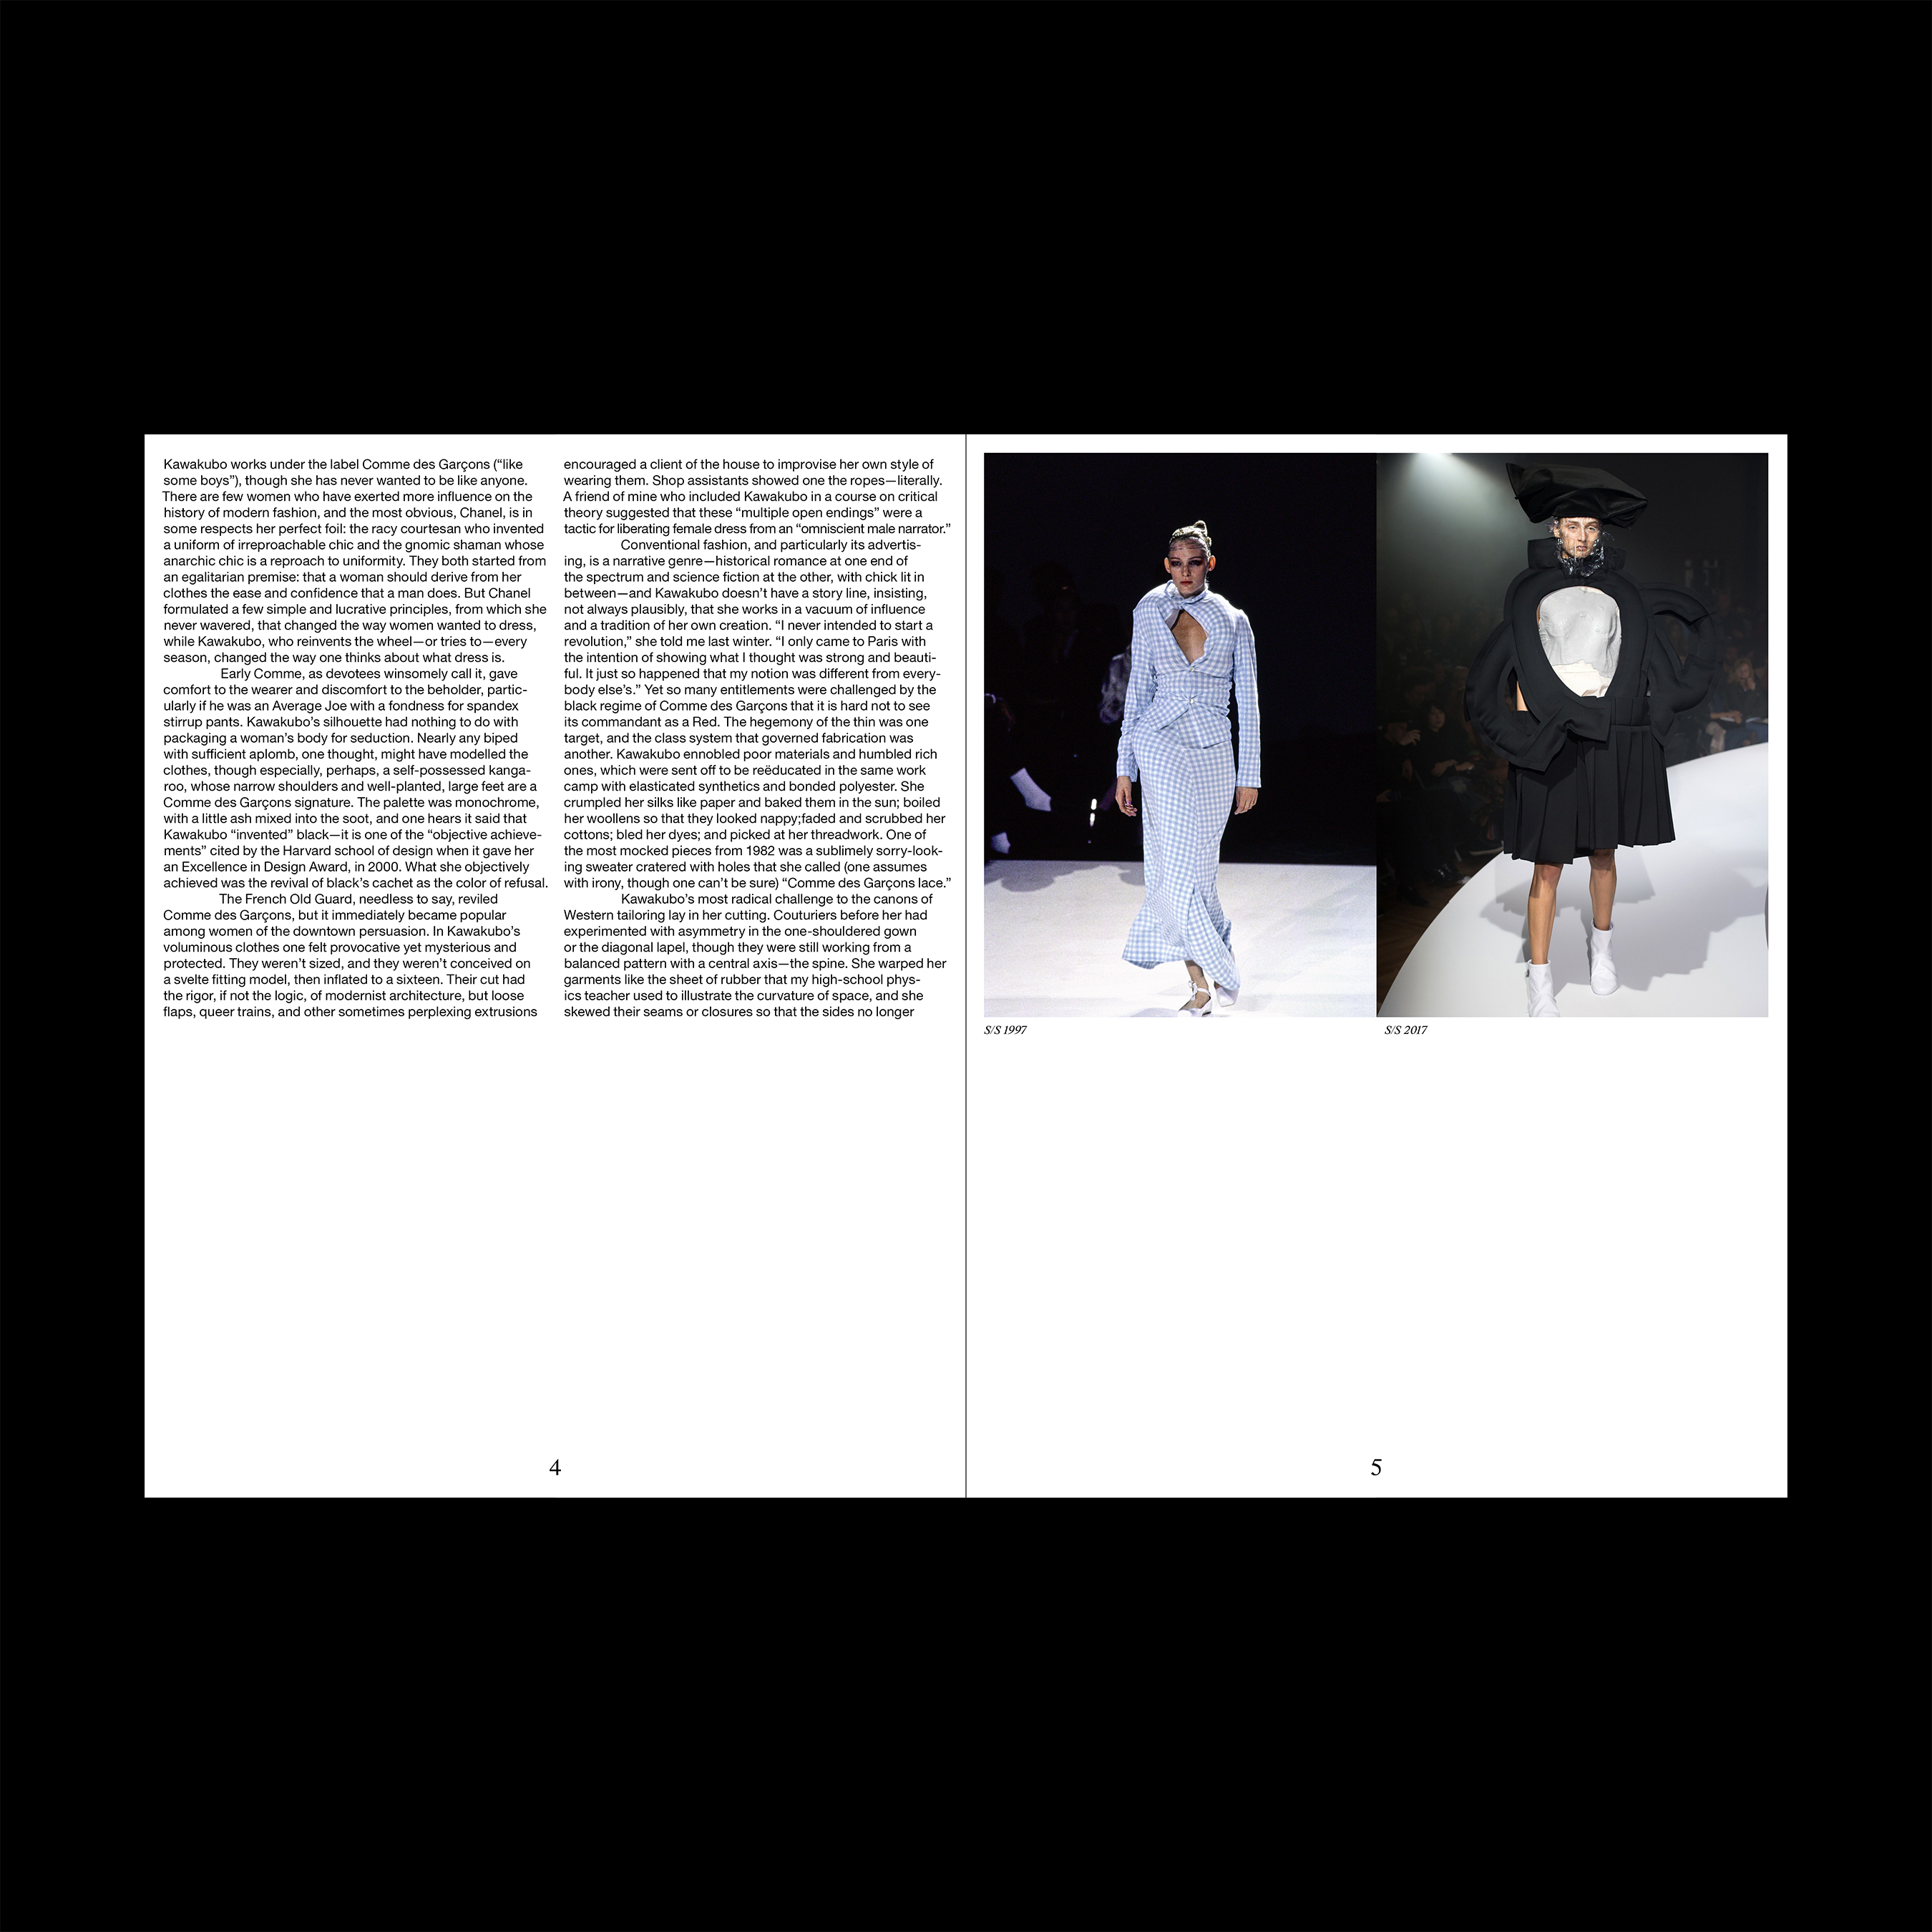 Kawakubo works under the label Comme des Garçons (“like
some boys”), though she has never wanted to be like anyone.
There are few women who have exerted more influence on the
history of modern fashion, and the most obvious, Chanel, is in
some respects her perfect foil: the racy courtesan who invented
a uniform of irreproachable chic and the gnomic shaman whose
anarchic chic is a reproach to uniformity. They both started from
an egalitarian premise: that a woman should derive from her
clothes the ease and confidence that a man does. But Chanel
formulated a few simple and lucrative principles, from which she
never wavered, that changed the way women wanted to dress,
while Kawakubo, who reinvents the wheel—or tries to—every
season, changed the way one thinks about what dress is.
Early Comme, as devotees winsomely call it, gave
comfort to the wearer and discomfort to the beholder, partic-
ularly if he was an Average Joe with a fondness for spandex
stirrup pants. Kawakubo’s silhouette had nothing to do with
packaging a woman’s body for seduction. Nearly any biped
with sufficient aplomb, one thought, might have modelled the
clothes, though especially, perhaps, a self-possessed kanga-
roo, whose narrow shoulders and well-planted, large feet are a
Comme des Garçons signature. The palette was monochrome,
with a little ash mixed into the soot, and one hears it said that
Kawakubo “invented” black—it is one of the “objective achieve-
ments” cited by the Harvard school of design when it gave her
an Excellence in Design Award, in 2000. What she objectively
achieved was the revival of black’s cachet as the color of refusal.
The French Old Guard, needless to say, reviled
Comme des Garçons, but it immediately became popular
among women of the downtown persuasion. In Kawakubo’s
voluminous clothes one felt provocative yet mysterious and
protected. They weren’t sized, and they weren’t conceived on
a svelte fitting model, then inflated to a sixteen. Their cut had
the rigor, if not the logic, of modernist architecture, but loose
flaps, queer trains, and other sometimes perplexing extrusions
encouraged a client of the house to improvise her own style of
wearing them. Shop assistants showed one the ropes—literally.
A friend of mine who included Kawakubo in a course on critical
theory suggested that these “multiple open endings” were a
tactic for liberating female dress from an “omniscient male narrator.”
Conventional fashion, and particularly its advertis-
ing, is a narrative genre—historical romance at one end of
the spectrum and science fiction at the other, with chick lit in
between—and Kawakubo doesn’t have a story line, insisting,
not always plausibly, that she works in a vacuum of influence
and a tradition of her own creation. “I never intended to start a
revolution,” she told me last winter. “I only came to Paris with
the intention of showing what I thought was strong and beauti-
ful. It just so happened that my notion was different from every-
body else’s.” Yet so many entitlements were challenged by the
black regime of Comme des Garçons that it is hard not to see
its commandant as a Red. The hegemony of the thin was one
target, and the class system that governed fabrication was
another. Kawakubo ennobled poor materials and humbled rich
ones, which were sent off to be reëducated in the same work
camp with elasticated synthetics and bonded polyester. She
crumpled her silks like paper and baked them in the sun; boiled
her woollens so that they looked nappy;faded and scrubbed her
cottons; bled her dyes; and picked at her threadwork. One of
the most mocked pieces from 1982 was a sublimely sorry-look-
ing sweater cratered with holes that she called (one assumes
with irony, though one can’t be sure) “Comme des Garçons lace.”
Kawakubo’s most radical challenge to the canons of
Western tailoring lay in her cutting. Couturiers before her had
experimented with asymmetry in the one-shouldered gown
or the diagonal lapel, though they were still working from a
balanced pattern with a central axis—the spine. She warped her
garments like the sheet of rubber that my high-school phys-
ics teacher used to illustrate the curvature of space, and she
skewed their seams or closures so that the sides no longer
4
S/S 1997
S/S 2017
5